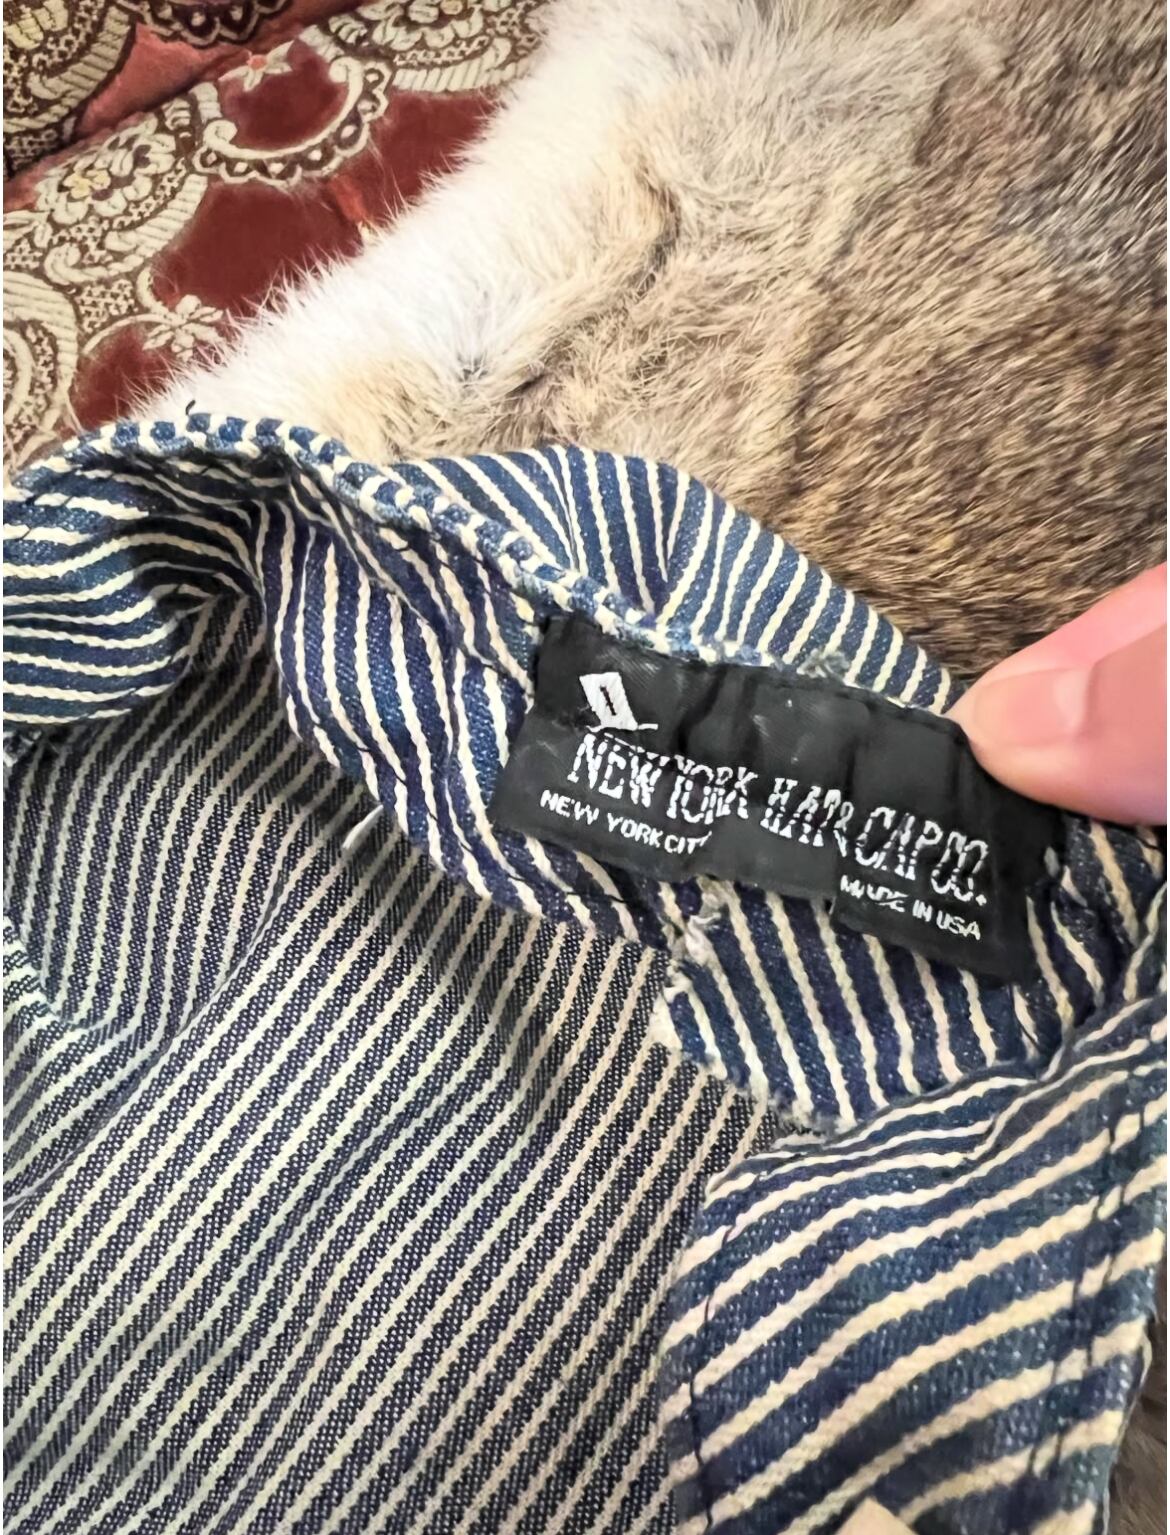 NEW YORK HAT & CAP CO.
NEW YORK CITY
MADE IN USA